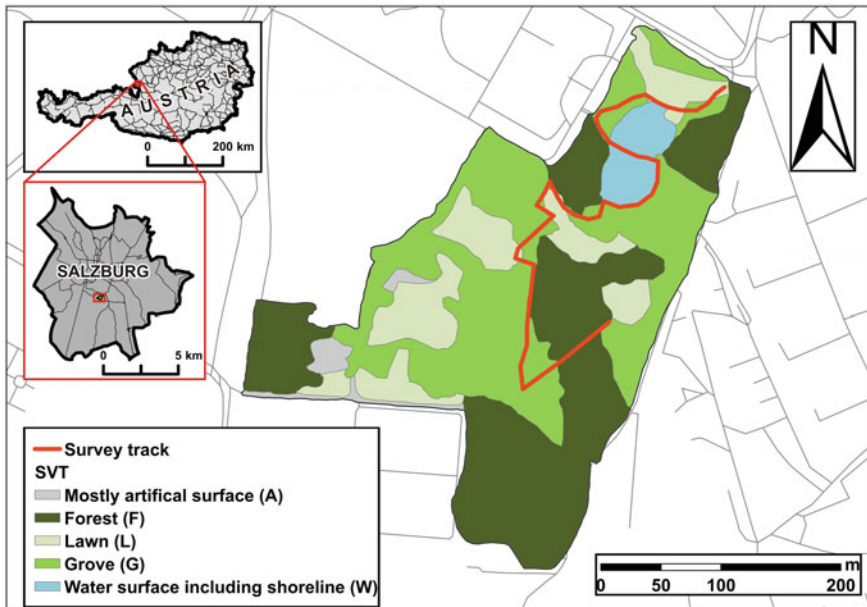 AUSTRIA
0 200 km
SALZBURG
0 5 km
N
Survey track
SVT
Mostly artifical surface (A)
Forest (F)
Lawn (L)
Grove (G)
Water surface including shoreline (W)
m
0 50 100 200